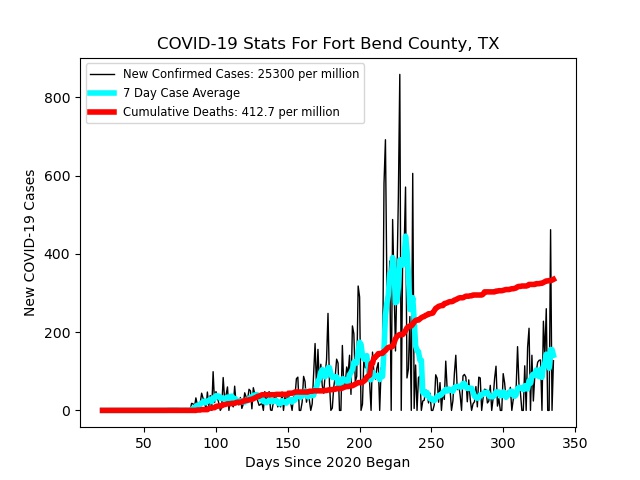 COVID-19 Stats For Fort Bend County, TX
New Confirmed Cases: 25300 per million
7 Day Case Average
Cumulative Deaths: 412.7 per million
New COVID-19 Cases
800
600
400
200
0
50 100 150 200 250 300 350
Days Since 2020 Began